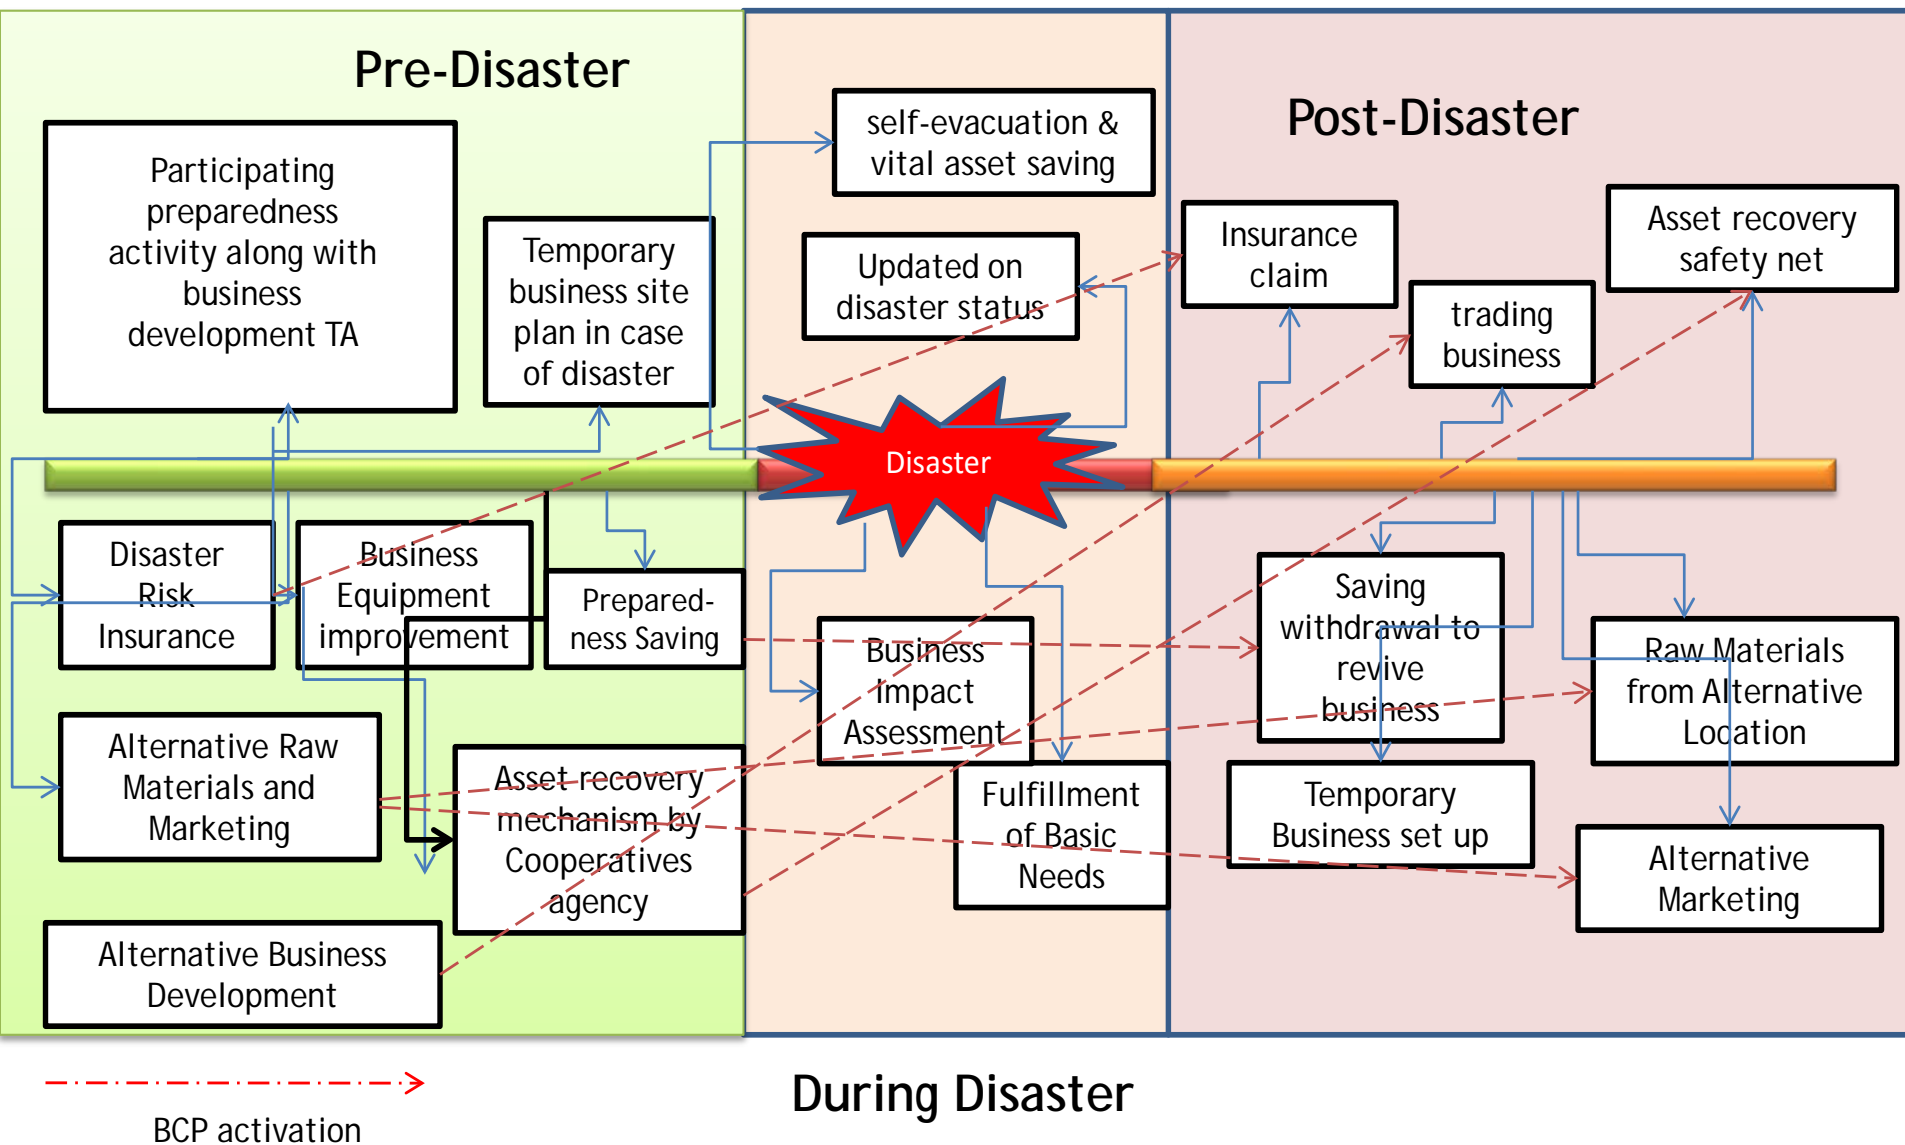 Pre-Disaster
Participating
preparedness
activity along with
business
development TA
Temporary
business site
plan in case
of disaster
Disaster
Risk
Insurance
Business
Equipment
improvement
Prepared-
ness Saving
Alternative Raw
Materials and
Marketing
Asset recovery
mechanism by
Cooperatives
agency
Alternative Business
Development
self-evacuation &
vital asset saving
Updated on
disaster status
Disaster
Business
Impact
Assessment
Fulfillment
of Basic
Needs
Post-Disaster
Insurance
claim
trading
business
Asset recovery
safety net
Saving
withdrawal to
revive
business
Raw Materials
from Alternative
Location
Temporary
Business set up
Alternative
Marketing
During Disaster
BCP activation